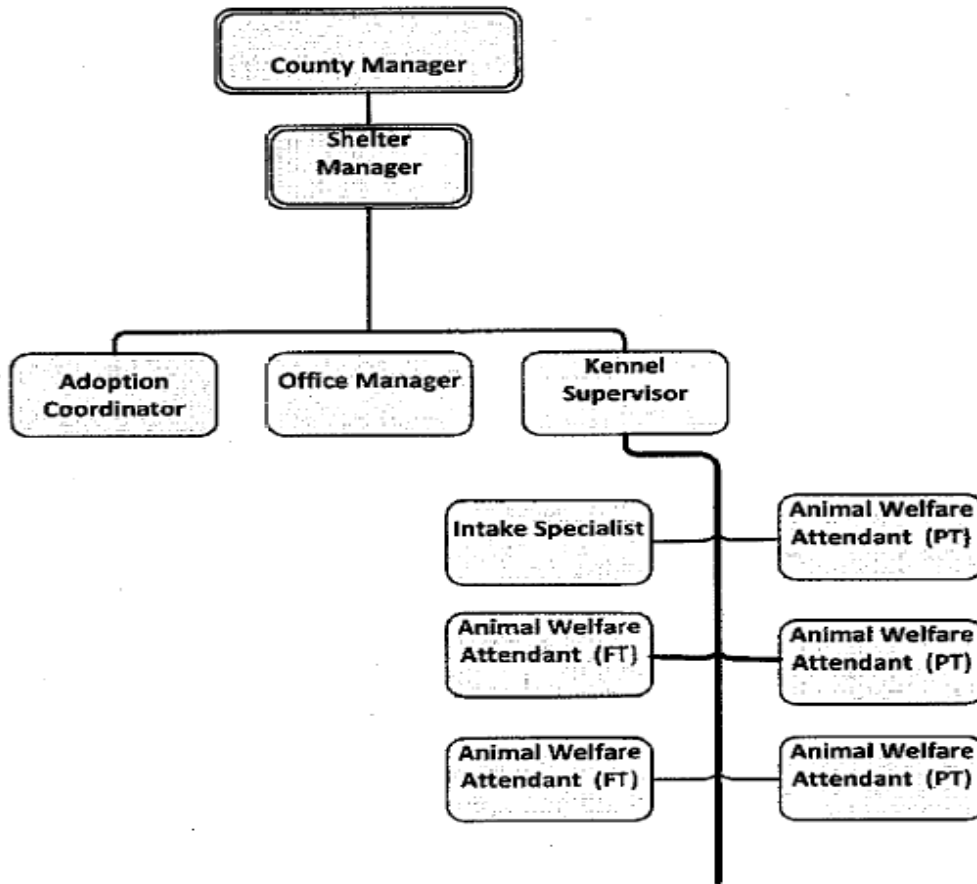 County Manager
Shelter
Manager
Adoption
Coordinator
Office Manager
Kennel
Supervisor
Intake Specialist
Animal Welfare
Attendant (PT}
Animal Welfare
Attendant (FT)
Animal Welfare
Attendant (PT)
Animal Welfare
Attendant (FT)
Animal Welfare
Attendant (PT)